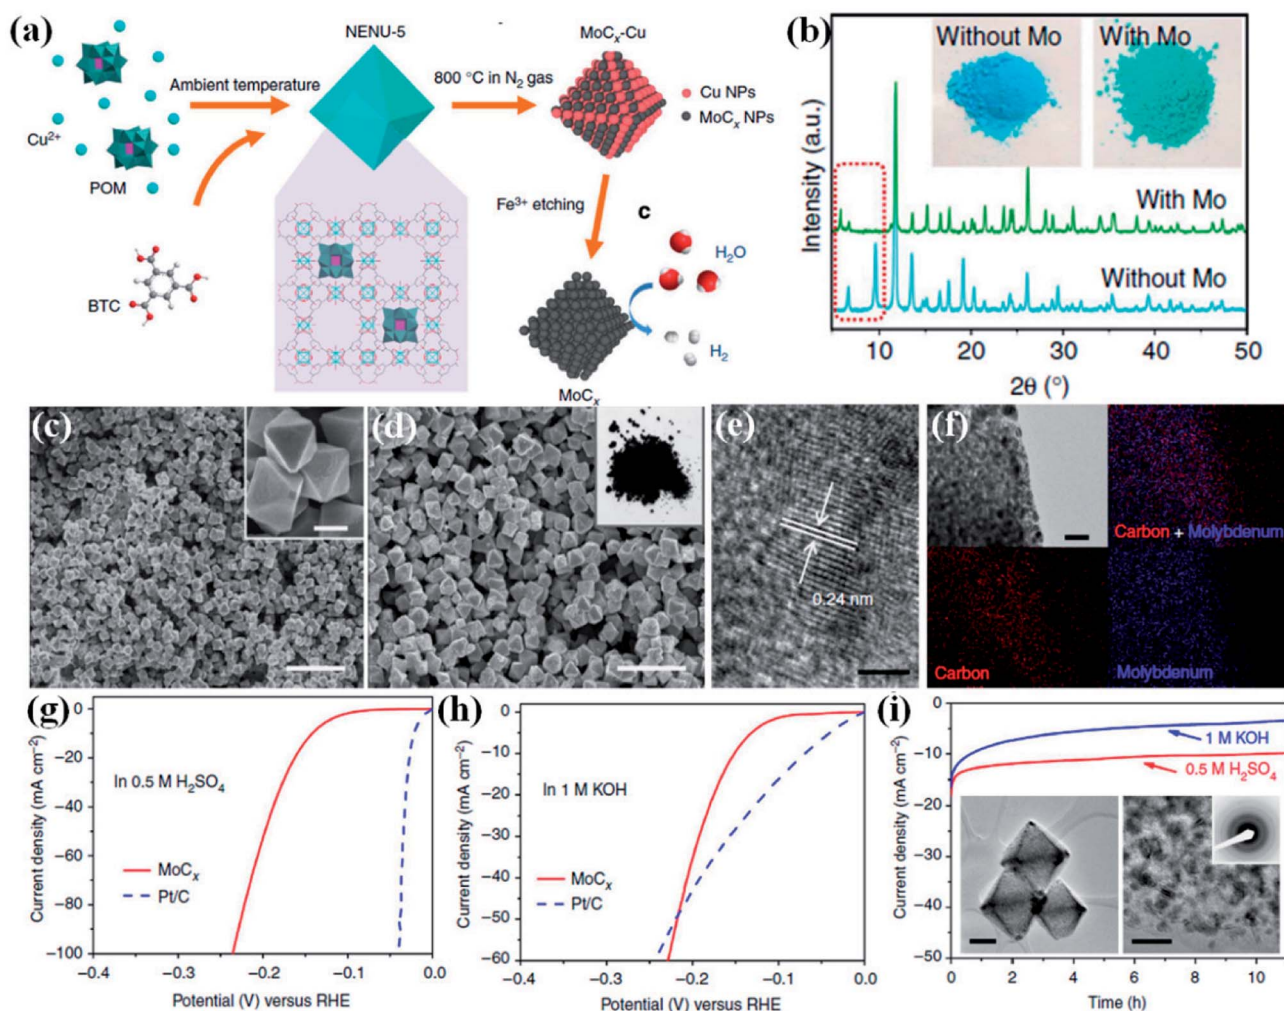 (a)
NENU-5
MoCₓ-Cu
Ambient temperature
800 °C in N₂ gas
Cu NPs
MoCₓ NPs
Cu²⁺
POM
Fe³⁺ etching
c
H₂O
BTC
H₂
MoCₓ
(b)
Without Mo
With Mo
Intensity (a.u.)
With Mo
Without Mo
10 20 30 40 50
2θ (°)
(c)
(d)
(e)
0.24 nm
(f)
Carbon + Molybdenum
Carbon
Molybdenum
(g)
Current density (mA cm⁻²)
0
−20
−40
−60
−80
−100
In 0.5 M H₂SO₄
MoCₓ
Pt/C
−0.4 −0.3 −0.2 −0.1 0.0
Potential (V) versus RHE
(h)
Current density (mA cm⁻²)
0
−10
−20
−30
−40
−50
−60
In 1 M KOH
MoCₓ
Pt/C
−0.4 −0.3 −0.2 −0.1 0.0
Potential (V) versus RHE
(i)
Current density (mA cm⁻²)
0
−10
−20
−30
−40
−50
1 M KOH
0.5 M H₂SO₄
0 2 4 6 8 10
Time (h)